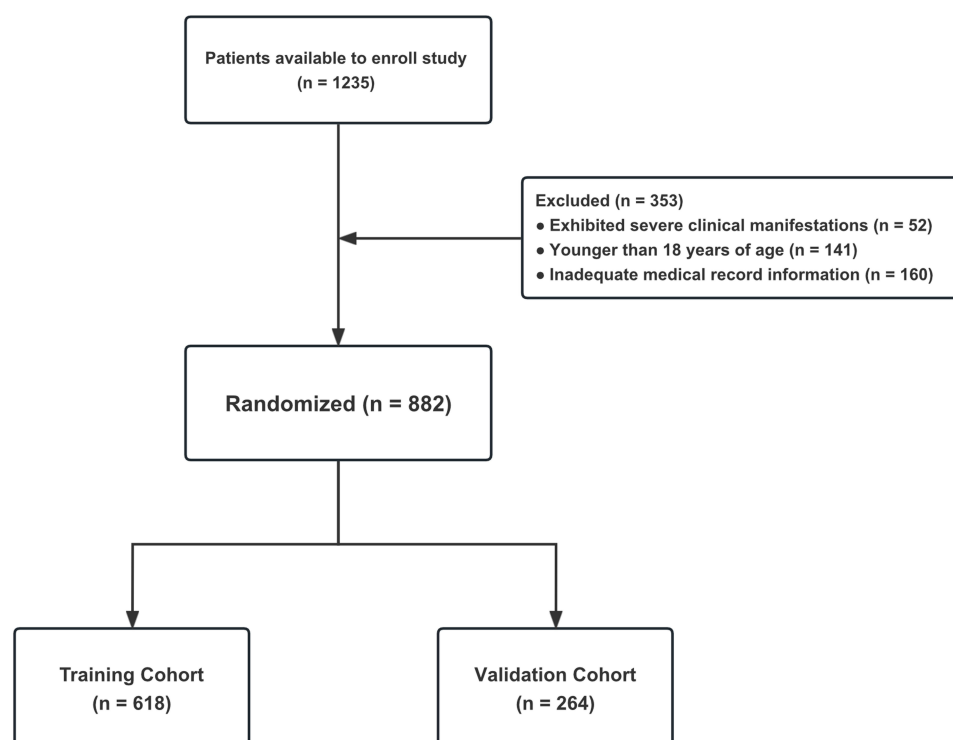 Patients available to enroll study
(n = 1235)
Excluded (n = 353)
● Exhibited severe clinical manifestations (n = 52)
● Younger than 18 years of age (n = 141)
● Inadequate medical record information (n = 160)
Randomized (n = 882)
Training Cohort
(n = 618)
Validation Cohort
(n = 264)